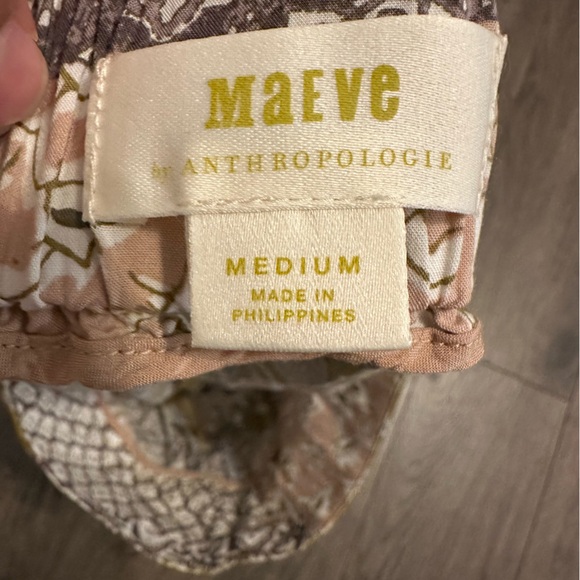 MaEVe
by ANTHROPOLOGIE
MEDIUM
MADE IN
PHILIPPINES